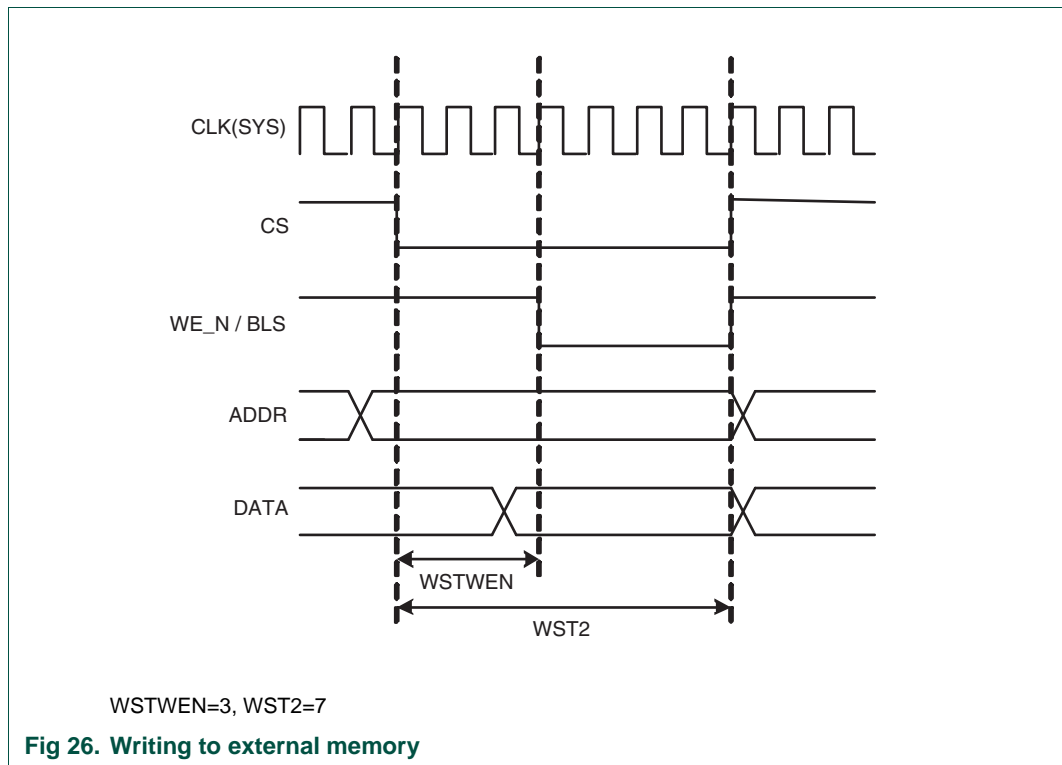 CLK(SYS)
CS
WE_N / BLS
ADDR
DATA
WSTWEN
WST2
WSTWEN=3, WST2=7
Fig 26. Writing to external memory